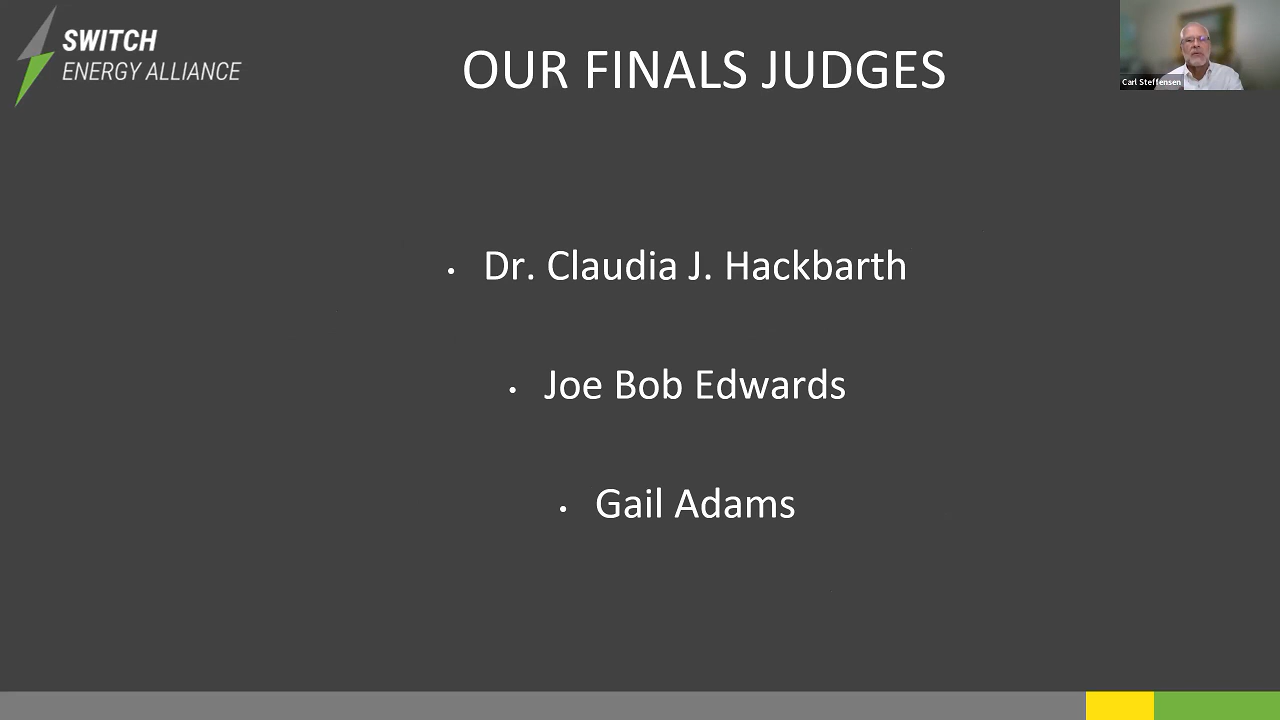 SWITCH
ENERGY ALLIANCE
OUR FINALS JUDGES
Carl Steffensen
• Dr. Claudia J. Hackbarth
• Joe Bob Edwards
• Gail Adams